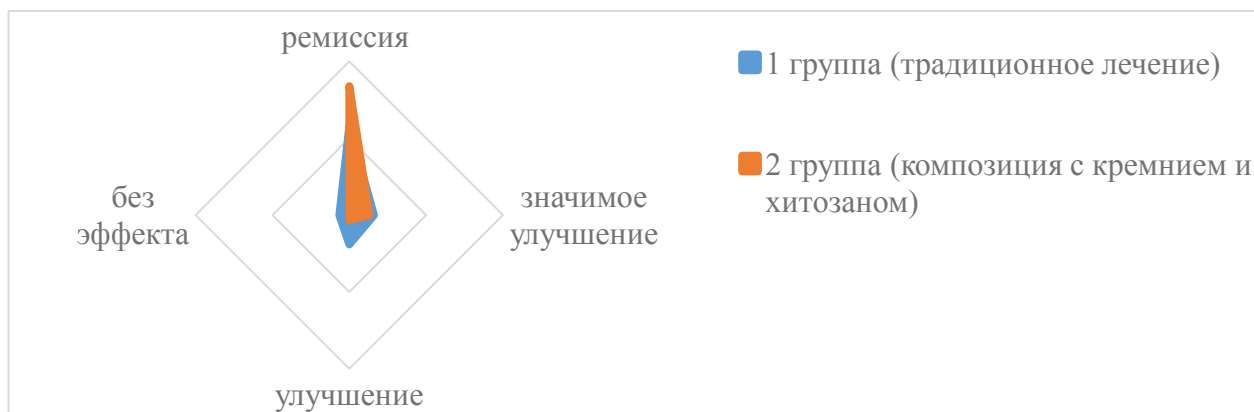 ремиссия
значимое
улучшение
улучшение
без
эффекта
1 группа (традиционное лечение)
2 группа (композиция с кремнием и
хитозаном)